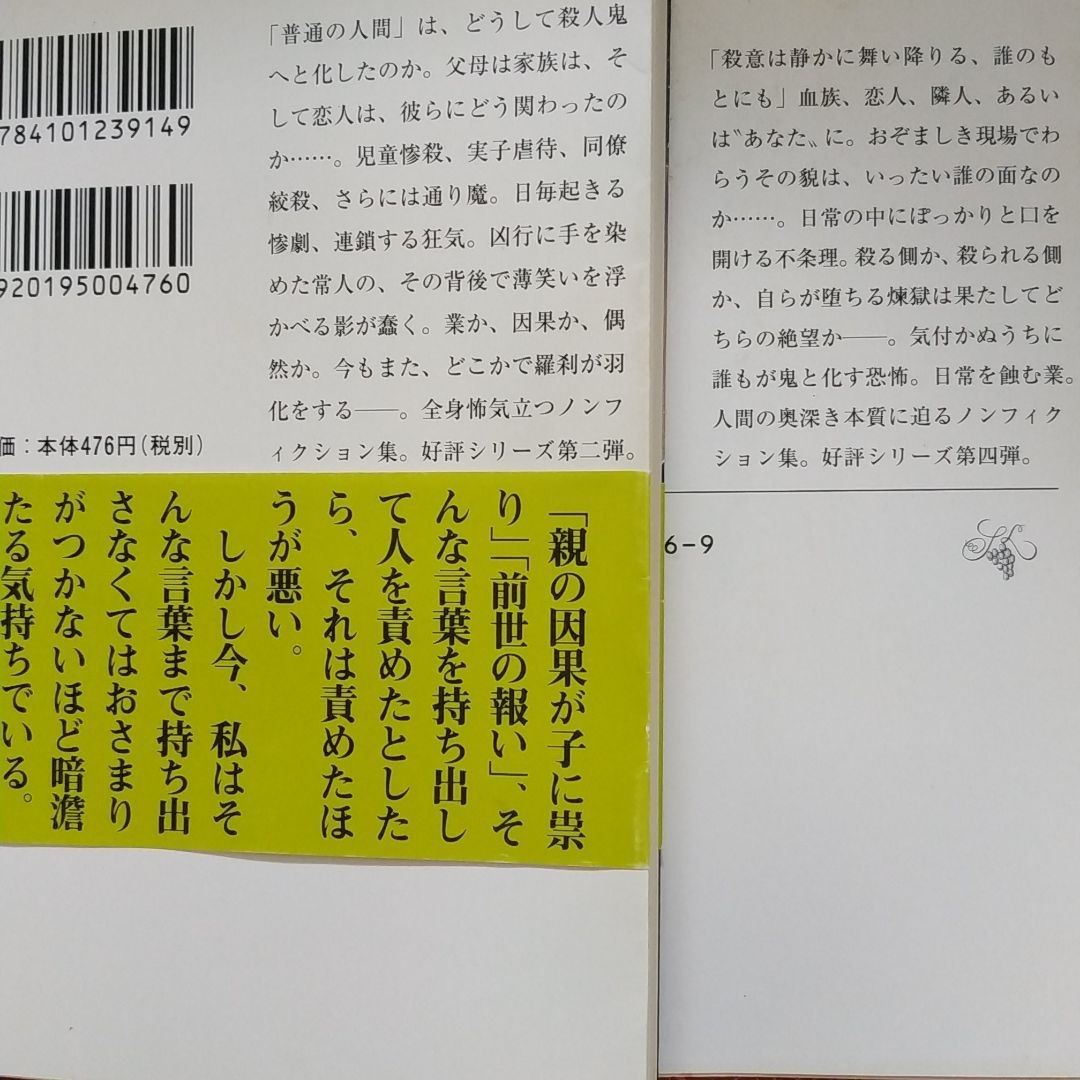 784101239149
920195004760
価：本体476円(税別)
「普通の人間」は、どうして殺人鬼
へと化したのか。父母は家族は、そ
して恋人は、彼らにどう関わったの
か……。児童惨殺、実子虐待、同僚
絞殺、さらには通り魔。日毎起きる
惨劇、連鎖する狂気。凶行に手を染
めた常人の、その背後で薄笑いを浮
かべる影が蠢く。業か、因果か、偶
然か。今もまた、どこかで羅刹が羽
化をする――。全身怖気立つノンフ
ィクション集。好評シリーズ第二弾。
「親の因果が子に祟
り」「前世の報い」、そ
んな言葉を持ち出し
て人を責めたとした
ら、それは責めたほ
うが悪い。
しかし今、私はそ
んな言葉まで持ち出
さなくてはおさまり
がつかないほど暗澹
たる気持ちでいる。
「殺意は静かに舞い降りる、誰のも
とにも」血族、恋人、隣人、あるい
は〝あなた〟に。おぞましき現場でわ
らうその貌は、いったい誰の面なの
か……。日常の中にぽっかりと口を
開ける不条理。殺る側か、殺られる側
か、自らが堕ちる煉獄は果たしてど
ちらの絶望か――。気付かぬうちに
誰もが鬼と化す恐怖。日常を蝕む業。
人間の奥深き本質に迫るノンフィク
ション集。好評シリーズ第四弾。
6-9